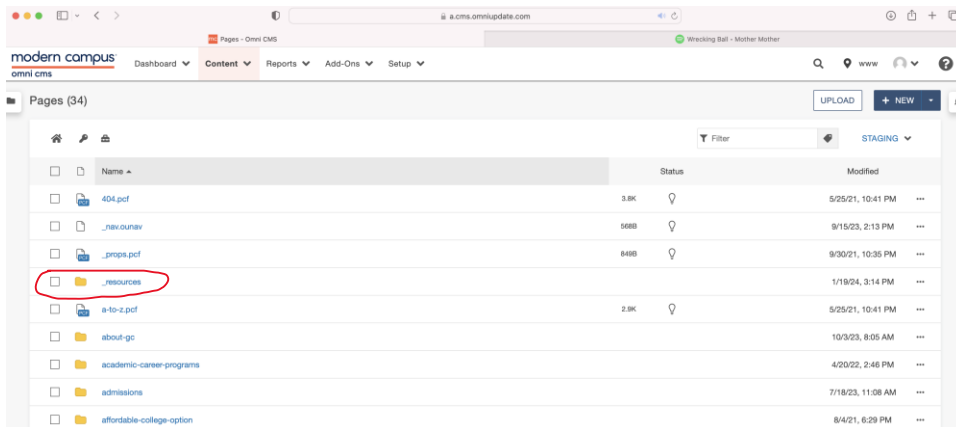 a.cms.omniupdate.com
mc Pages - Omni CMS
Wrecking Ball - Mother Mother
modern campus
omni cms
Dashboard Content Reports Add-Ons Setup
www
Pages (34)
UPLOAD + NEW
Filter STAGING
Name Status Modified
404.pcf 3.8K 5/25/21, 10:41 PM
_nav.ounav 568B 9/15/23, 2:13 PM
_props.pcf 849B 9/30/21, 10:35 PM
_resources 1/19/24, 3:14 PM
a-to-z.pcf 2.9K 5/25/21, 10:41 PM
about-gc 10/3/23, 8:05 AM
academic-career-programs 4/20/22, 2:46 PM
admissions 7/18/23, 11:08 AM
affordable-college-option 8/4/21, 6:29 PM